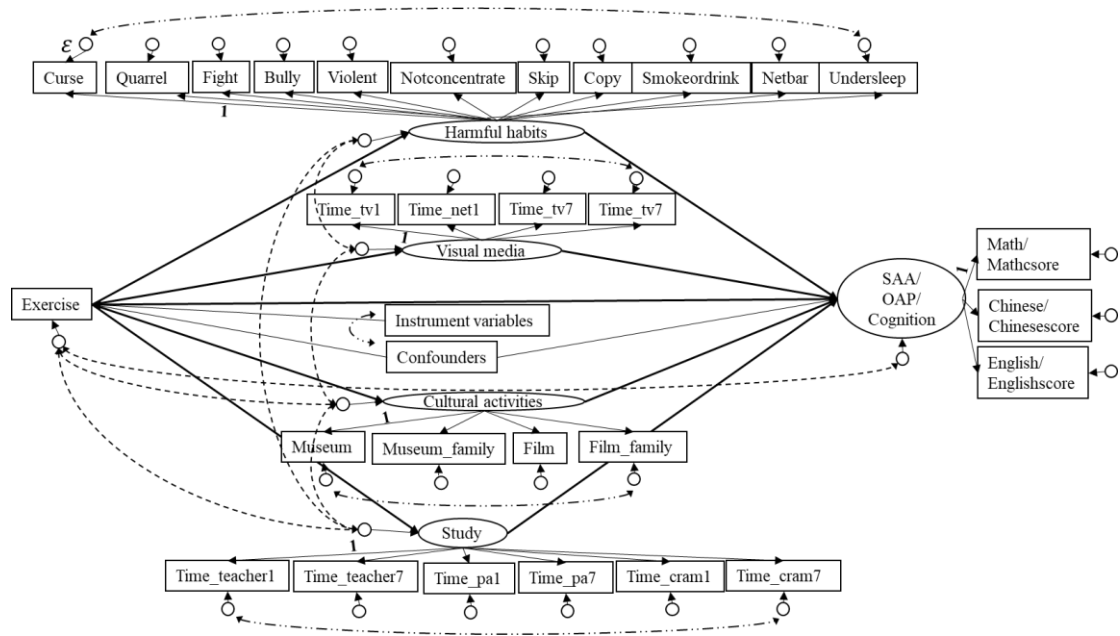 ε
Curse
Quarrel
Fight
Bully
Violent
Notconcentrate
Skip
Copy
Smokeordrink
Netbar
Undersleep
1
Harmful habits
Time_tv1
Time_net1
Time_tv7
Time_tv7
1
Visual media
Exercise
Instrument variables
Confounders
SAA/
OAP/
Cognition
1
Math/
Mathcsore
Chinese/
Chinesescore
English/
Englishscore
Cultural activities
1
Museum
Museum_family
Film
Film_family
Study
1
Time_teacher1
Time_teacher7
Time_pa1
Time_pa7
Time_cram1
Time_cram7